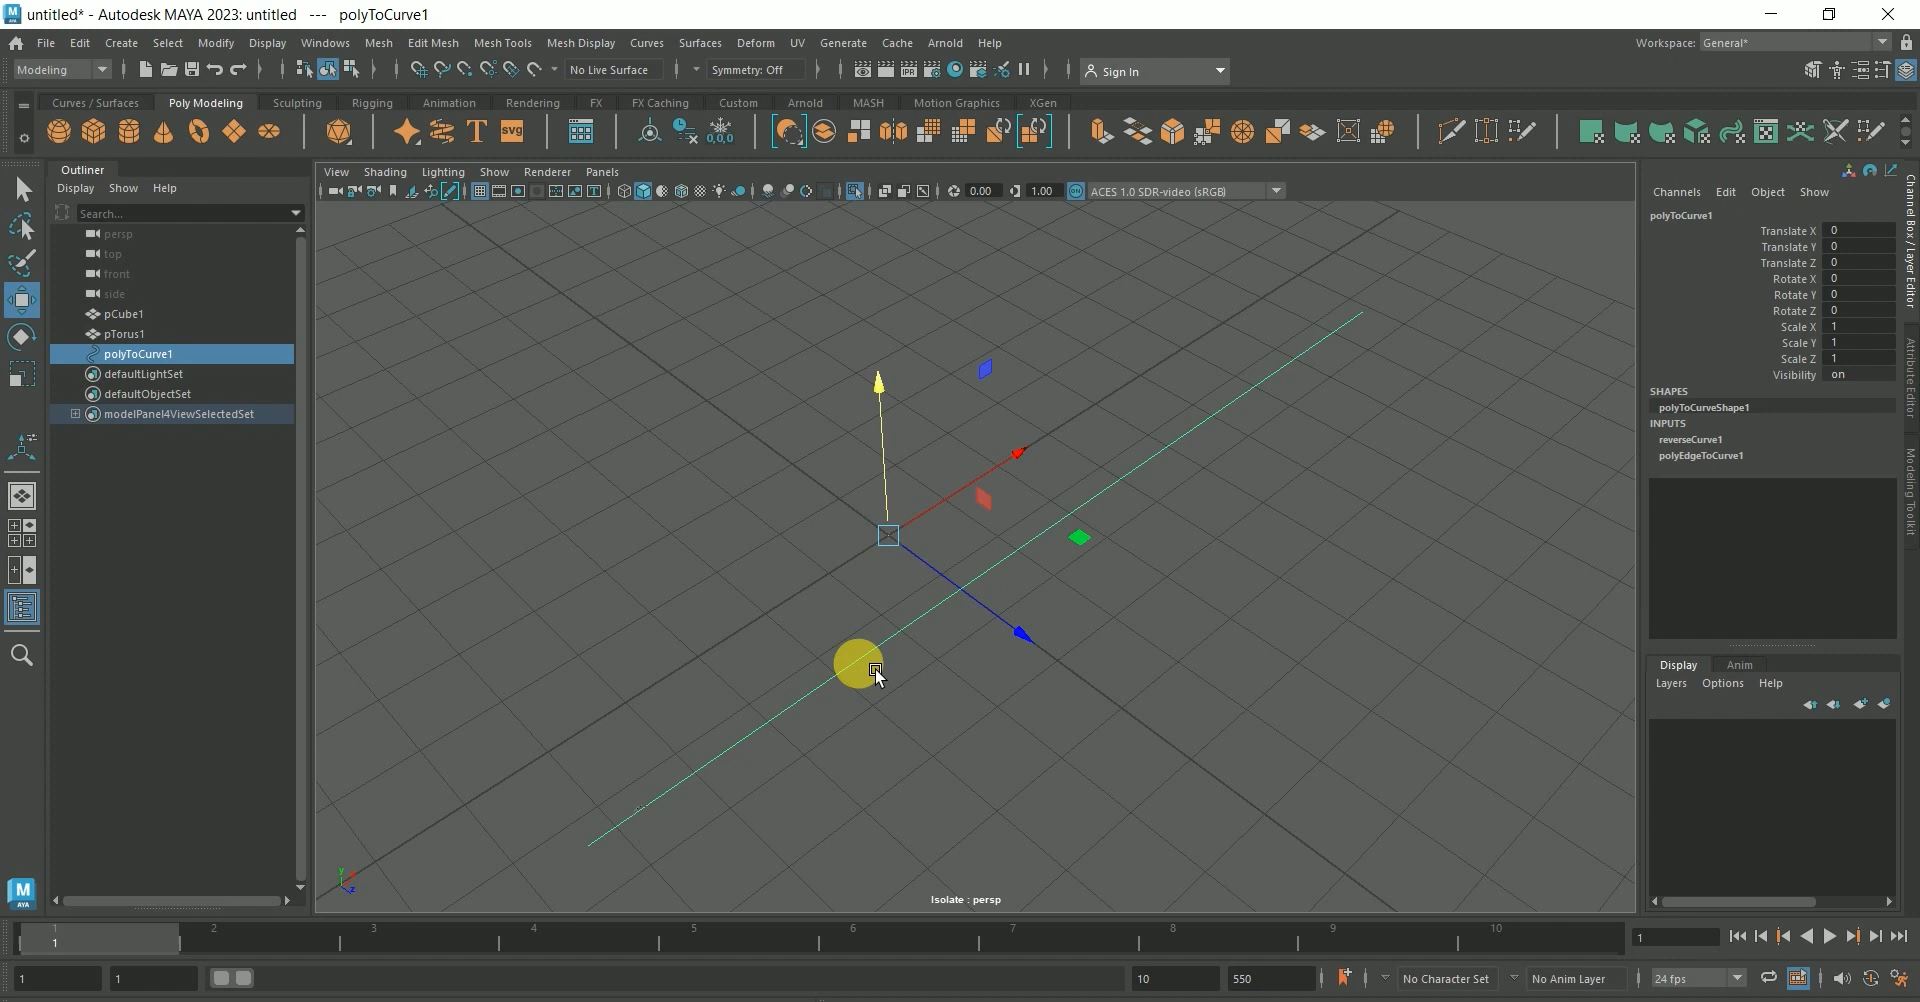 untitled* - Autodesk MAYA 2023: untitled --- polyToCurve1
File Edit Create Select Modify Display Windows Mesh Edit Mesh Mesh Tools Mesh Display Curves Surfaces Deform UV Generate Cache Arnold Help
Workspace: General*
Modeling No Live Surface Symmetry: Off Sign In
Curves / Surfaces Poly Modeling Sculpting Rigging Animation Rendering FX FX Caching Custom Arnold MASH Motion Graphics XGen
Outliner
Display Show Help
Search...
persp
top
front
side
pCube1
pTorus1
polyToCurve1
defaultLightSet
defaultObjectSet
modelPanel4ViewSelectedSet
View Shading Lighting Show Renderer Panels
0.00 1.00 ACES 1.0 SDR-video (sRGB)
Isolate : persp
Channels Edit Object Show
polyToCurve1
Translate X 0
Translate Y 0
Translate Z 0
Rotate X 0
Rotate Y 0
Rotate Z 0
Scale X 1
Scale Y 1
Scale Z 1
Visibility on
SHAPES
polyToCurveShape1
INPUTS
reverseCurve1
polyEdgeToCurve1
Channel Box / Layer Editor
Attribute Editor
Modeling Toolkit
Display Anim
Layers Options Help
1 2 3 4 5 6 7 8 9 10
1
1
1 1 10 550 No Character Set No Anim Layer 24 fps